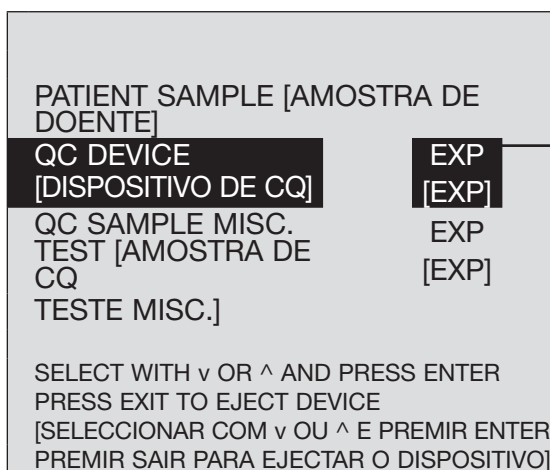 PATIENT SAMPLE [AMOSTRA DE
DOENTE]
QC DEVICE EXP
[DISPOSITIVO DE CQ] [EXP]
QC SAMPLE MISC. EXP
TEST [AMOSTRA DE
CQ [EXP]
TESTE MISC.]
SELECT WITH v OR ^ AND PRESS ENTER
PRESS EXIT TO EJECT DEVICE
[SELECCIONAR COM v OU ^ E PREMIR ENTER
PREMIR SAIR PARA EJECTAR O DISPOSITIVO]